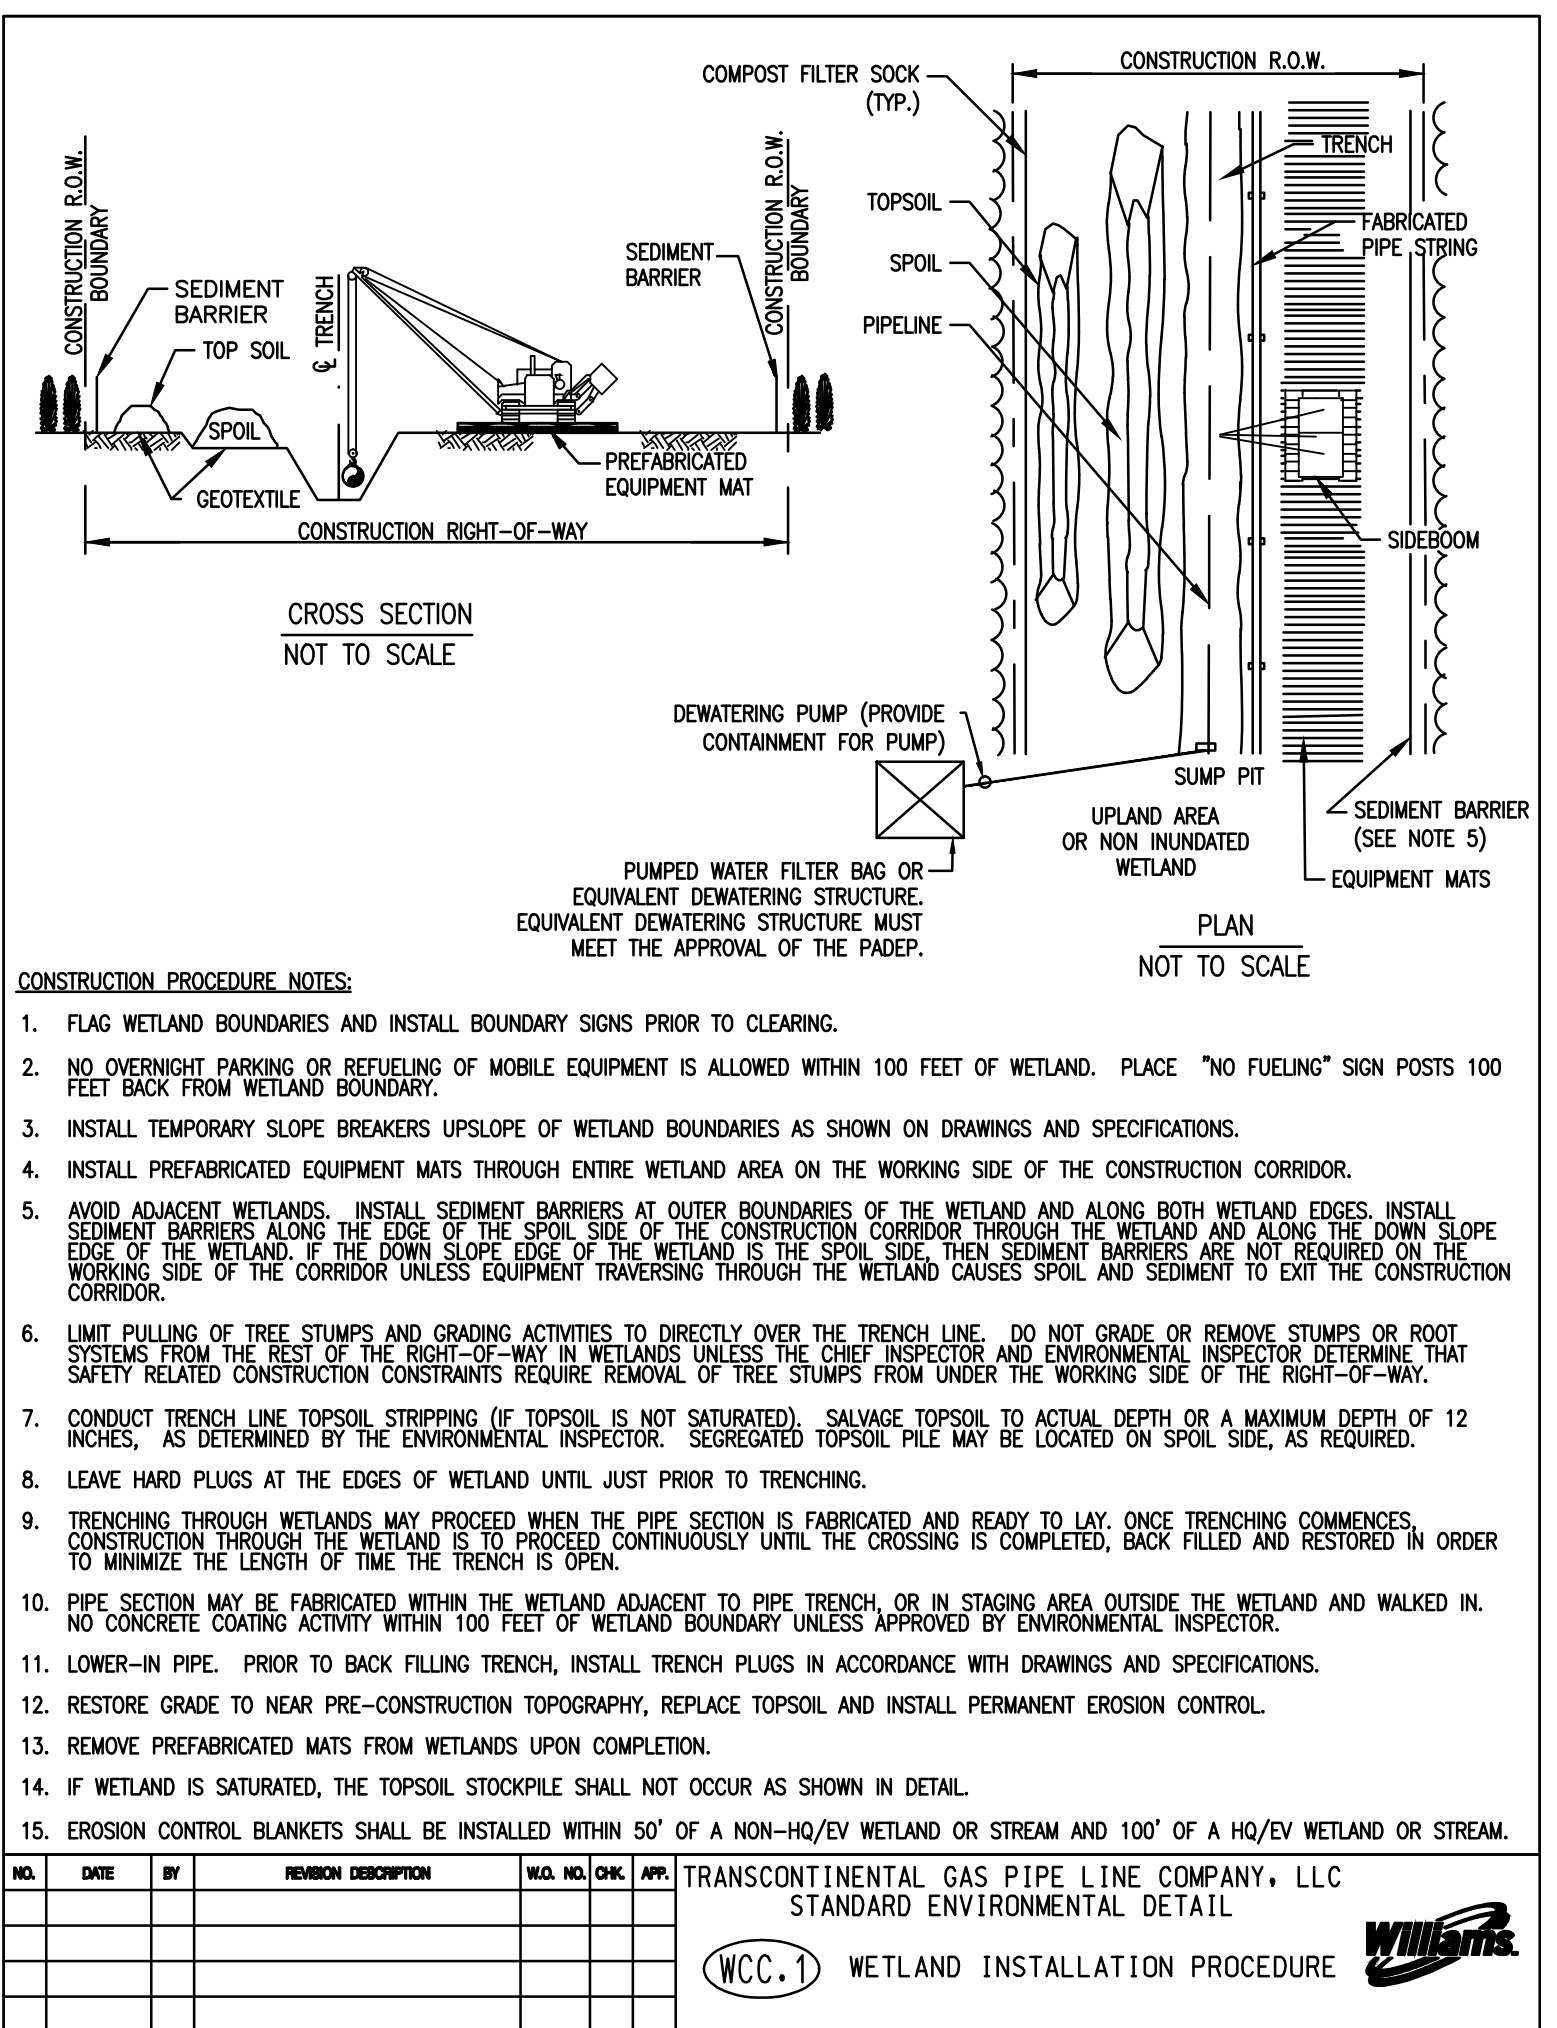 CONSTRUCTION R.O.W.
COMPOST FILTER SOCK
(TYP.)
TRENCH
TOPSOIL
FABRICATED
PIPE STRING
SPOIL
PIPELINE
SIDEBOOM
DEWATERING PUMP (PROVIDE
CONTAINMENT FOR PUMP)
SUMP PIT
UPLAND AREA
OR NON INUNDATED
WETLAND
SEDIMENT BARRIER
(SEE NOTE 5)
EQUIPMENT MATS
PUMPED WATER FILTER BAG OR
EQUIVALENT DEWATERING STRUCTURE.
EQUIVALENT DEWATERING STRUCTURE MUST
MEET THE APPROVAL OF THE PADEP.
PLAN
NOT TO SCALE
CONSTRUCTION R.O.W.
BOUNDARY
SEDIMENT
BARRIER
TOP SOIL
SPOIL
GEOTEXTILE
℄ TRENCH
SEDIMENT
BARRIER
CONSTRUCTION R.O.W.
BOUNDARY
PREFABRICATED
EQUIPMENT MAT
CONSTRUCTION RIGHT-OF-WAY
CROSS SECTION
NOT TO SCALE
CONSTRUCTION PROCEDURE NOTES:
1. FLAG WETLAND BOUNDARIES AND INSTALL BOUNDARY SIGNS PRIOR TO CLEARING.
2. NO OVERNIGHT PARKING OR REFUELING OF MOBILE EQUIPMENT IS ALLOWED WITHIN 100 FEET OF WETLAND. PLACE "NO FUELING" SIGN POSTS 100
FEET BACK FROM WETLAND BOUNDARY.
3. INSTALL TEMPORARY SLOPE BREAKERS UPSLOPE OF WETLAND BOUNDARIES AS SHOWN ON DRAWINGS AND SPECIFICATIONS.
4. INSTALL PREFABRICATED EQUIPMENT MATS THROUGH ENTIRE WETLAND AREA ON THE WORKING SIDE OF THE CONSTRUCTION CORRIDOR.
5. AVOID ADJACENT WETLANDS. INSTALL SEDIMENT BARRIERS AT OUTER BOUNDARIES OF THE WETLAND AND ALONG BOTH WETLAND EDGES. INSTALL
SEDIMENT BARRIERS ALONG THE EDGE OF THE SPOIL SIDE OF THE CONSTRUCTION CORRIDOR THROUGH THE WETLAND AND ALONG THE DOWN SLOPE
EDGE OF THE WETLAND. IF THE DOWN SLOPE EDGE OF THE WETLAND IS THE SPOIL SIDE, THEN SEDIMENT BARRIERS ARE NOT REQUIRED ON THE
WORKING SIDE OF THE CORRIDOR UNLESS EQUIPMENT TRAVERSING THROUGH THE WETLAND CAUSES SPOIL AND SEDIMENT TO EXIT THE CONSTRUCTION
CORRIDOR.
6. LIMIT PULLING OF TREE STUMPS AND GRADING ACTIVITIES TO DIRECTLY OVER THE TRENCH LINE. DO NOT GRADE OR REMOVE STUMPS OR ROOT
SYSTEMS FROM THE REST OF THE RIGHT-OF-WAY IN WETLANDS UNLESS THE CHIEF INSPECTOR AND ENVIRONMENTAL INSPECTOR DETERMINE THAT
SAFETY RELATED CONSTRUCTION CONSTRAINTS REQUIRE REMOVAL OF TREE STUMPS FROM UNDER THE WORKING SIDE OF THE RIGHT-OF-WAY.
7. CONDUCT TRENCH LINE TOPSOIL STRIPPING (IF TOPSOIL IS NOT SATURATED). SALVAGE TOPSOIL TO ACTUAL DEPTH OR A MAXIMUM DEPTH OF 12
INCHES, AS DETERMINED BY THE ENVIRONMENTAL INSPECTOR. SEGREGATED TOPSOIL PILE MAY BE LOCATED ON SPOIL SIDE, AS REQUIRED.
8. LEAVE HARD PLUGS AT THE EDGES OF WETLAND UNTIL JUST PRIOR TO TRENCHING.
9. TRENCHING THROUGH WETLANDS MAY PROCEED WHEN THE PIPE SECTION IS FABRICATED AND READY TO LAY. ONCE TRENCHING COMMENCES,
CONSTRUCTION THROUGH THE WETLAND IS TO PROCEED CONTINUOUSLY UNTIL THE CROSSING IS COMPLETED, BACK FILLED AND RESTORED IN ORDER
TO MINIMIZE THE LENGTH OF TIME THE TRENCH IS OPEN.
10. PIPE SECTION MAY BE FABRICATED WITHIN THE WETLAND ADJACENT TO PIPE TRENCH, OR IN STAGING AREA OUTSIDE THE WETLAND AND WALKED IN.
NO CONCRETE COATING ACTIVITY WITHIN 100 FEET OF WETLAND BOUNDARY UNLESS APPROVED BY ENVIRONMENTAL INSPECTOR.
11. LOWER-IN PIPE. PRIOR TO BACK FILLING TRENCH, INSTALL TRENCH PLUGS IN ACCORDANCE WITH DRAWINGS AND SPECIFICATIONS.
12. RESTORE GRADE TO NEAR PRE-CONSTRUCTION TOPOGRAPHY, REPLACE TOPSOIL AND INSTALL PERMANENT EROSION CONTROL.
13. REMOVE PREFABRICATED MATS FROM WETLANDS UPON COMPLETION.
14. IF WETLAND IS SATURATED, THE TOPSOIL STOCKPILE SHALL NOT OCCUR AS SHOWN IN DETAIL.
15. EROSION CONTROL BLANKETS SHALL BE INSTALLED WITHIN 50' OF A NON-HQ/EV WETLAND OR STREAM AND 100' OF A HQ/EV WETLAND OR STREAM.
NO. DATE BY REVISION DESCRIPTION W.O. NO. CHK. APP.
TRANSCONTINENTAL GAS PIPE LINE COMPANY, LLC
STANDARD ENVIRONMENTAL DETAIL
WCC.1 WETLAND INSTALLATION PROCEDURE
Williams.